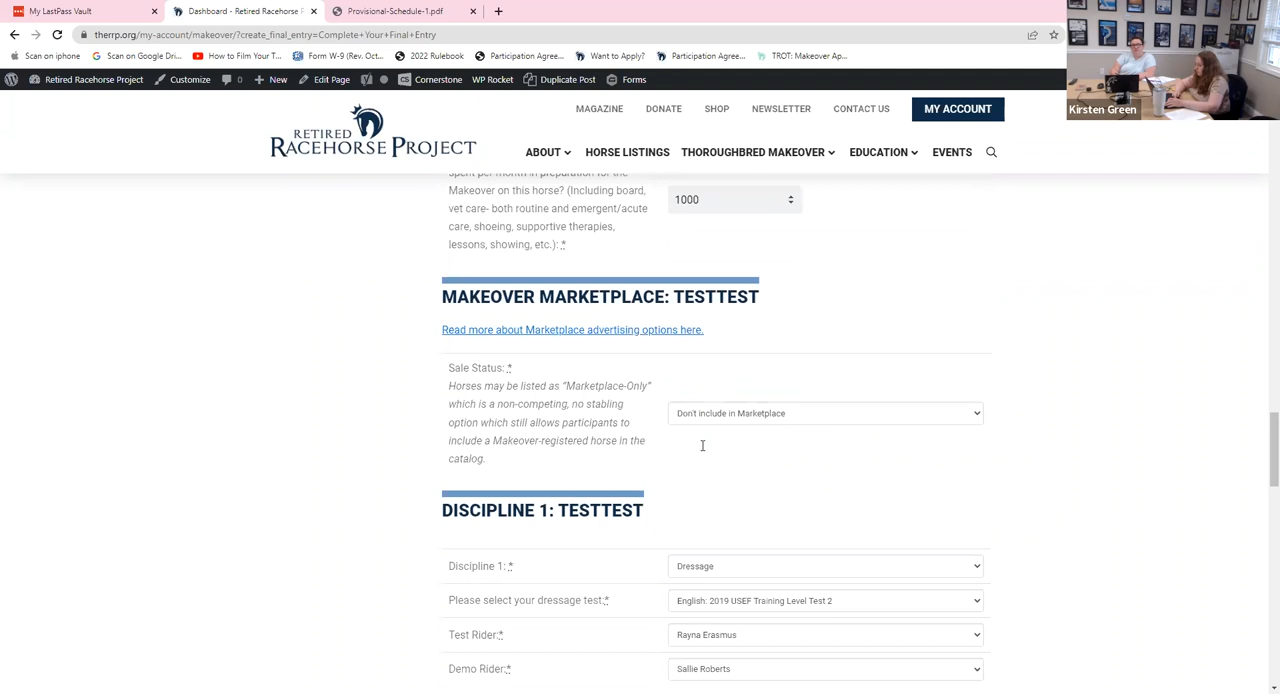 My LastPass Vault
Dashboard - Retired Racehorse P
Provisional-Schedule-1.pdf
therrp.org/my-account/makeover/?create_final_entry=Complete+Your+Final+Entry
Scan on iphone
Scan on Google Dri...
How to Film Your T...
Form W-9 (Rev. Oct...
2022 Rulebook
Participation Agree...
Want to Apply?
Participation Agree...
TROT: Makeover Ap...
Retired Racehorse Project
Customize
0
New
Edit Page
Cornerstone
WP Rocket
Duplicate Post
Forms
Kirsten Green
RETIRED
RACEHORSE PROJECT
MAGAZINE
DONATE
SHOP
NEWSLETTER
CONTACT US
MY ACCOUNT
ABOUT
HORSE LISTINGS
THOROUGHBRED MAKEOVER
EDUCATION
EVENTS
spent per month in preparation for the
Makeover on this horse? (Including board,
vet care- both routine and emergent/acute
care, shoeing, supportive therapies,
lessons, showing, etc.): *
1000
MAKEOVER MARKETPLACE: TESTTEST
Read more about Marketplace advertising options here.
Sale Status: *
Horses may be listed as “Marketplace-Only”
which is a non-competing, no stabling
option which still allows participants to
include a Makeover-registered horse in the
catalog.
Don't include in Marketplace
DISCIPLINE 1: TESTTEST
Discipline 1: *
Dressage
Please select your dressage test:*
English: 2019 USEF Training Level Test 2
Test Rider:*
Rayna Erasmus
Demo Rider:*
Sallie Roberts